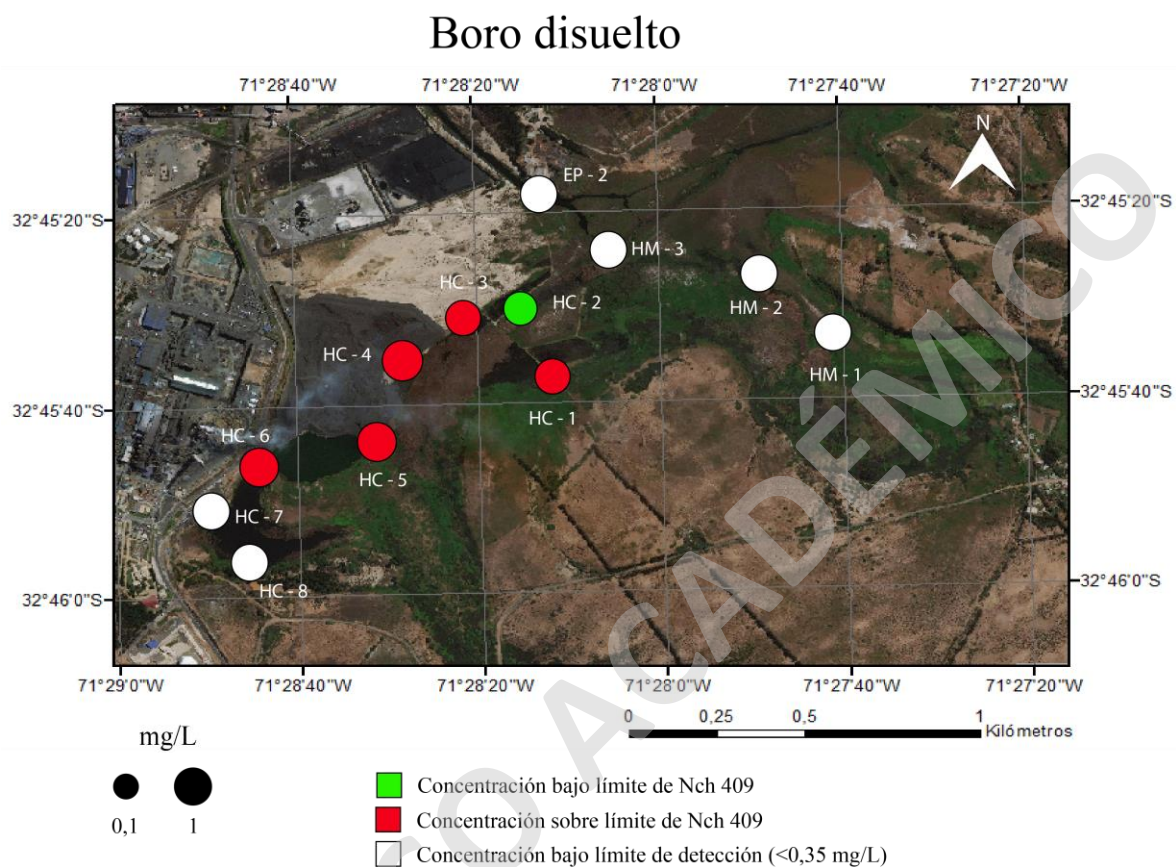 Boro disuelto
71°28'40"W 71°28'20"W 71°28'0"W 71°27'40"W 71°27'20"W
N
EP - 2
32°45'20"S 32°45'20"S
HM - 3
HC - 3
HC - 2
HM - 2
HC - 4
HM - 1
32°45'40"S 32°45'40"S
HC - 1
HC - 6
HC - 5
HC - 7
HC - 8
32°46'0"S 32°46'0"S
71°29'0"W 71°28'40"W 71°28'20"W 71°28'0"W 71°27'40"W 71°27'20"W
0 0,25 0,5 1
Kilómetros
mg/L
0,1 1
Concentración bajo límite de Nch 409
Concentración sobre límite de Nch 409
Concentración bajo límite de detección (<0,35 mg/L)
O ACADÉMICO